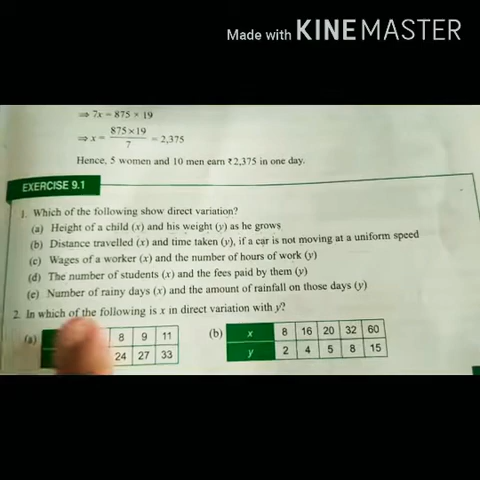 Made with KINEMASTER
⇒ 7x = 875 × 19
⇒ x = 875×19 / 7 = 2,375
Hence, 5 women and 10 men earn ₹2,375 in one day.
EXERCISE 9.1
1. Which of the following show direct variation?
(a) Height of a child (x) and his weight (y) as he grows
(b) Distance travelled (x) and time taken (y), if a car is not moving at a uniform speed
(c) Wages of a worker (x) and the number of hours of work (y)
(d) The number of students (x) and the fees paid by them (y)
(e) Number of rainy days (x) and the amount of rainfall on those days (y)
2. In which of the following is x in direct variation with y?
(a) 8 9 11
24 27 33
(b) x 8 16 20 32 60
y 2 4 5 8 15